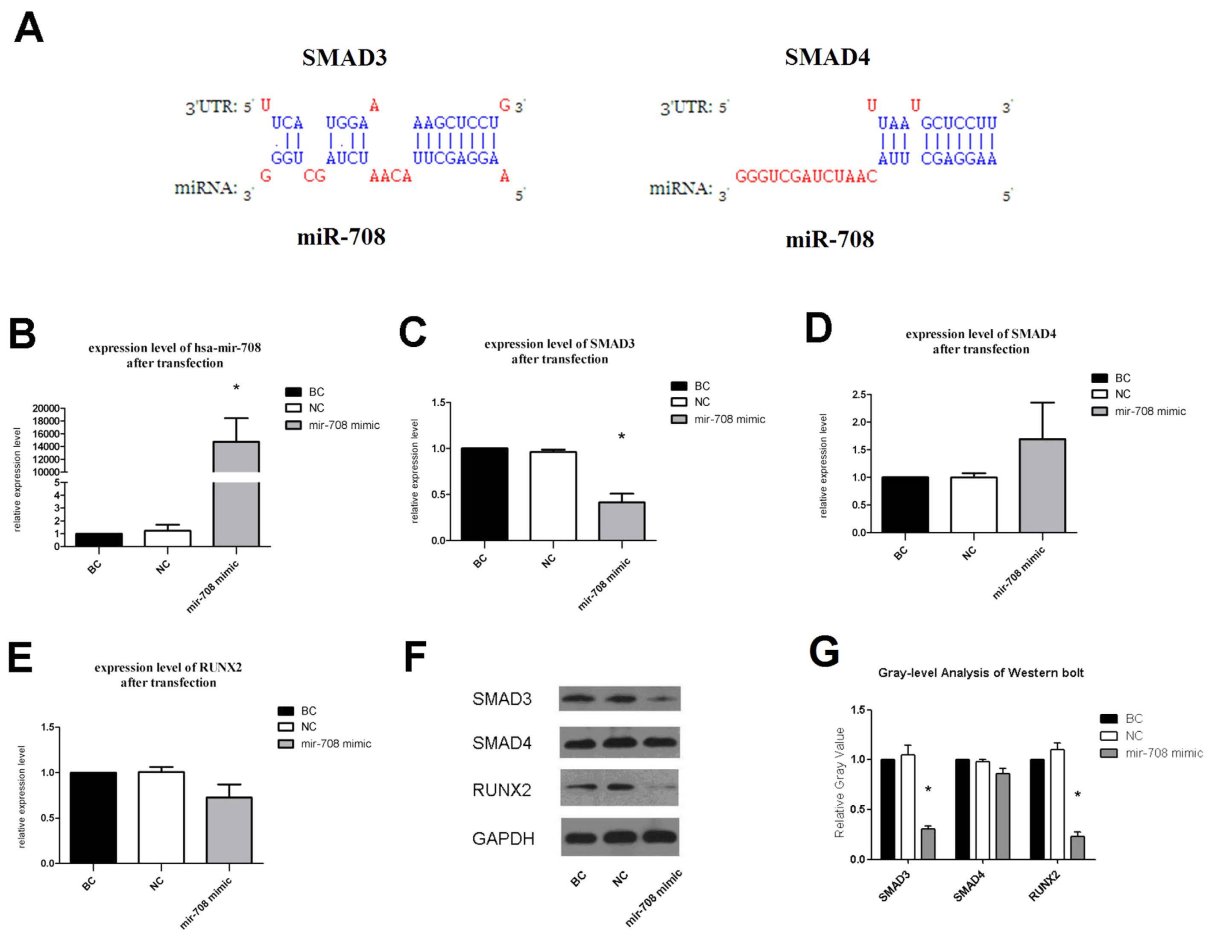 A
SMAD3
3'UTR: 5' U A G 3'
UCA UGGA AAGCUCCU
GGU AUCU UUCGAGGA
miRNA: 3' G CG AACA A 5'
miR-708
SMAD4
3'UTR: 5' U U 3'
UAA GCUCCUU
AUU CGAGGAA
miRNA: 3' GGGUCGAUCUAAC 5'
miR-708
B
expression level of hsa-mir-708
after transfection
relative expression level
20000
18000
16000
14000
12000
10000
5
4
3
2
1
0
*
BC
NC
mir-708 mimic
BC
NC
mir-708 mimic
C
expression level of SMAD3
after transfection
relative expression level
1.5
1.0
0.5
0.0
*
BC
NC
mir-708 mimic
BC
NC
mir-708 mimic
D
expression level of SMAD4
after transfection
relative expression level
2.5
2.0
1.5
1.0
0.5
0.0
BC
NC
mir-708 mimic
BC
NC
mir-708 mimic
E
expression level of RUNX2
after transfection
relative expression level
1.5
1.0
0.5
0.0
BC
NC
mir-708 mimic
BC
NC
mir-708 mimic
F
SMAD3
SMAD4
RUNX2
GAPDH
BC
NC
mir-708 mimic
G
Gray-level Analysis of Western bolt
Relative Gray Value
1.5
1.0
0.5
0.0
*
*
SMAD3
SMAD4
RUNX2
BC
NC
mir-708 mimic